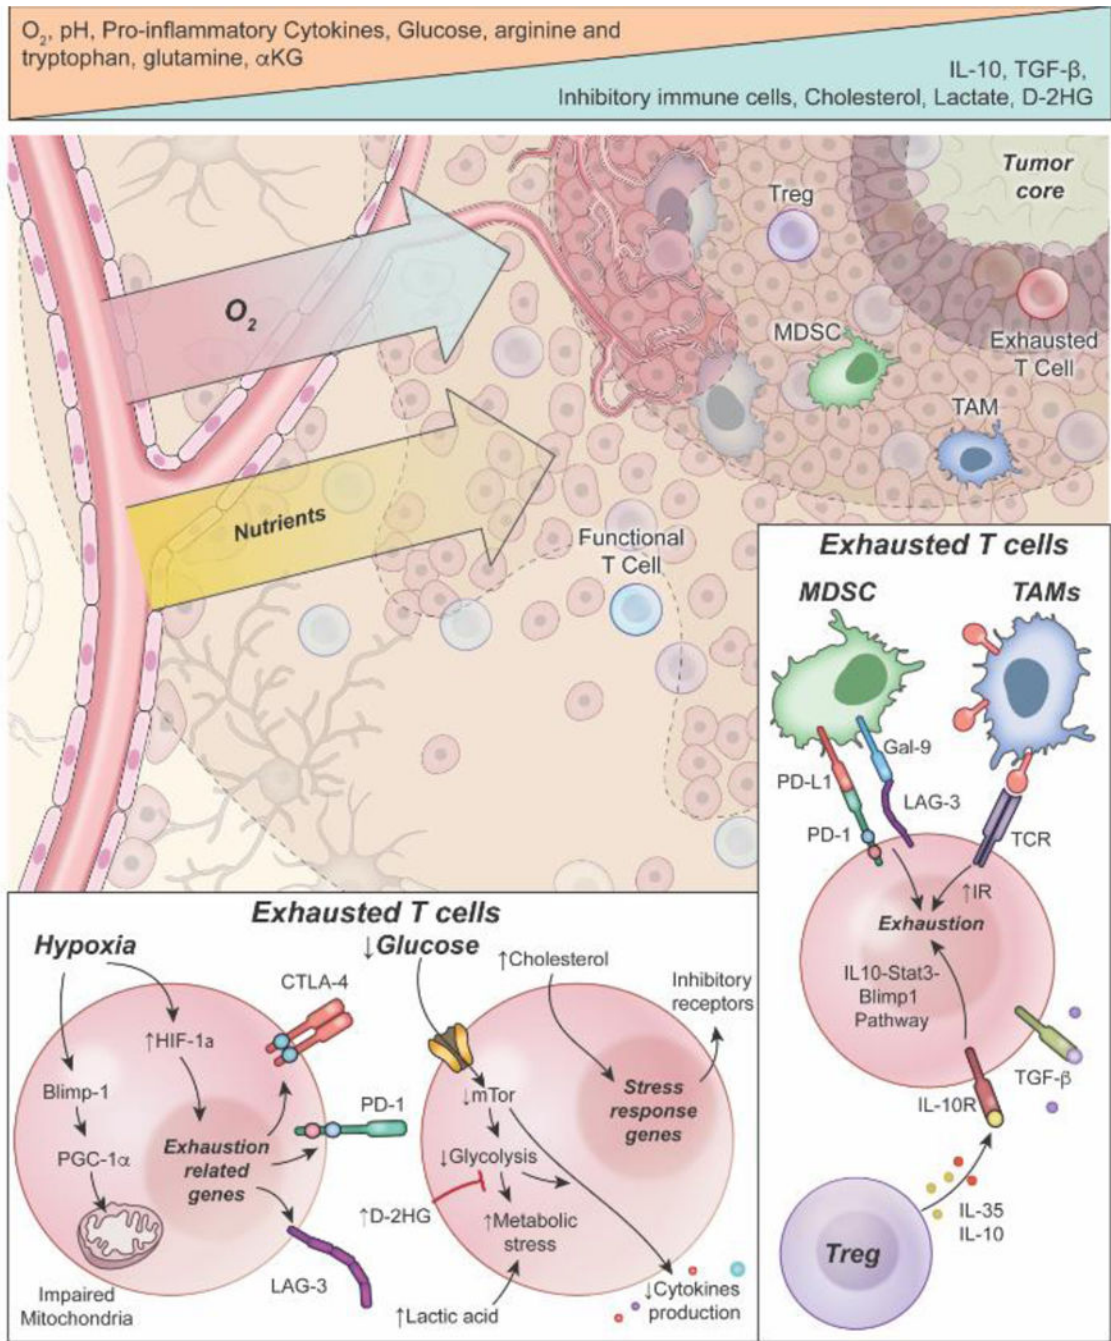 O2, pH, Pro-inflammatory Cytokines, Glucose, arginine and
tryptophan, glutamine, αKG
IL-10, TGF-β,
Inhibitory immune cells, Cholesterol, Lactate, D-2HG
Tumor
core
Treg
O2
MDSC
Exhausted
T Cell
TAM
Nutrients
Functional
T Cell
Exhausted T cells
MDSC
TAMs
Gal-9
PD-L1
LAG-3
PD-1
TCR
↑IR
Exhaustion
IL10-Stat3-
Blimp1
Pathway
TGF-β
IL-10R
IL-35
IL-10
Treg
Exhausted T cells
Hypoxia
↓Glucose
CTLA-4
↑Cholesterol
Inhibitory
receptors
↑HIF-1a
Blimp-1
↓mTor
Stress
response
genes
PD-1
PGC-1α
Exhaustion
related
genes
↓Glycolysis
↑D-2HG
↑Metabolic
stress
LAG-3
Impaired
Mitochondria
↑Lactic acid
↓Cytokines
production